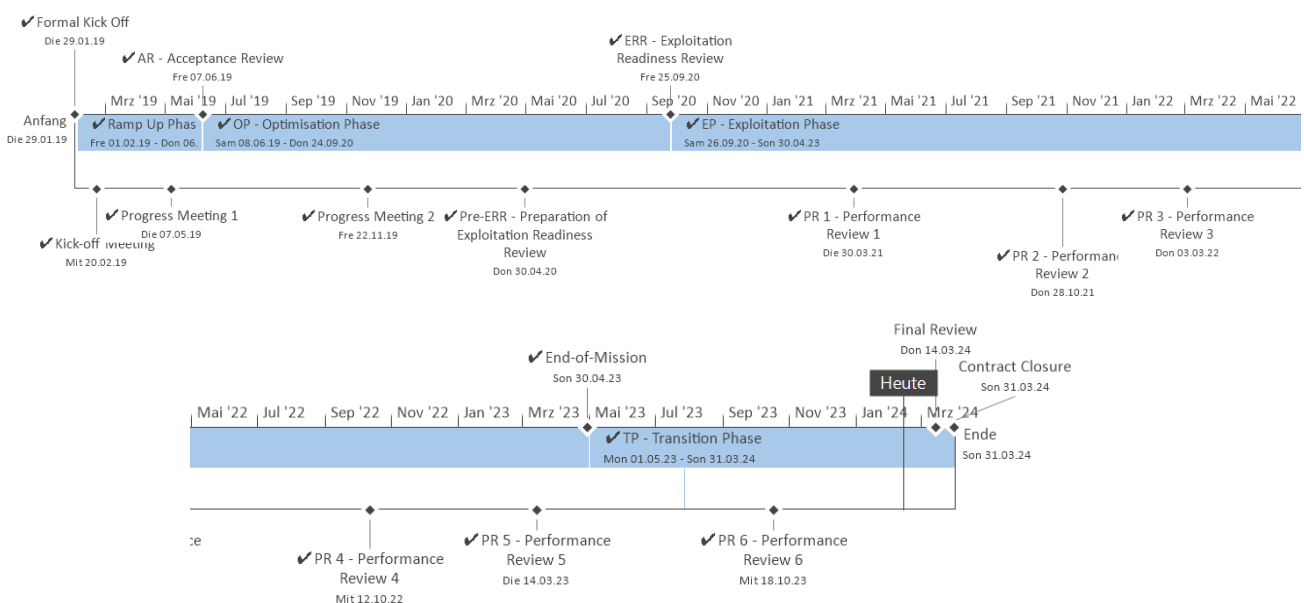 ✔Formal Kick Off
Die 29.01.19
✔AR - Acceptance Review
Fre 07.06.19
✔ERR - Exploitation
Readiness Review
Fre 25.09.20
Mrz '19 Mai '19 Jul '19 Sep '19 Nov '19 Jan '20 Mrz '20 Mai '20 Jul '20 Sep '20 Nov '20 Jan '21 Mrz '21 Mai '21 Jul '21 Sep '21 Nov '21 Jan '22 Mrz '22 Mai '22
Anfang
Die 29.01.19
✔Ramp Up Phas
Fre 01.02.19 - Don 06.
✔OP - Optimisation Phase
Sam 08.06.19 - Don 24.09.20
✔EP - Exploitation Phase
Sam 26.09.20 - Son 30.04.23
✔Progress Meeting 1
Die 07.05.19
✔Kick-off Meeting
Mit 20.02.19
✔Progress Meeting 2
Fre 22.11.19
✔Pre-ERR - Preparation of
Exploitation Readiness
Review
Don 30.04.20
✔PR 1 - Performance
Review 1
Die 30.03.21
✔PR 2 - Performanc
Review 2
Don 28.10.21
✔PR 3 - Performance
Review 3
Don 03.03.22
Final Review
Don 14.03.24
✔End-of-Mission
Son 30.04.23
Contract Closure
Son 31.03.24
Heute
Mai '22 Jul '22 Sep '22 Nov '22 Jan '23 Mrz '23 Mai '23 Jul '23 Sep '23 Nov '23 Jan '24 Mrz '24
✔TP - Transition Phase
Mon 01.05.23 - Son 31.03.24
Ende
Son 31.03.24
ce
✔PR 4 - Performance
Review 4
Mit 12.10.22
✔PR 5 - Performance
Review 5
Die 14.03.23
✔PR 6 - Performance
Review 6
Mit 18.10.23